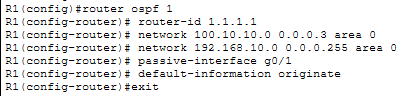 R1(config)#router ospf 1
R1(config-router)# router-id 1.1.1.1
R1(config-router)# network 100.10.10.0 0.0.0.3 area 0
R1(config-router)# network 192.168.10.0 0.0.0.255 area 0
R1(config-router)# passive-interface g0/1
R1(config-router)# default-information originate
R1(config-router)#exit